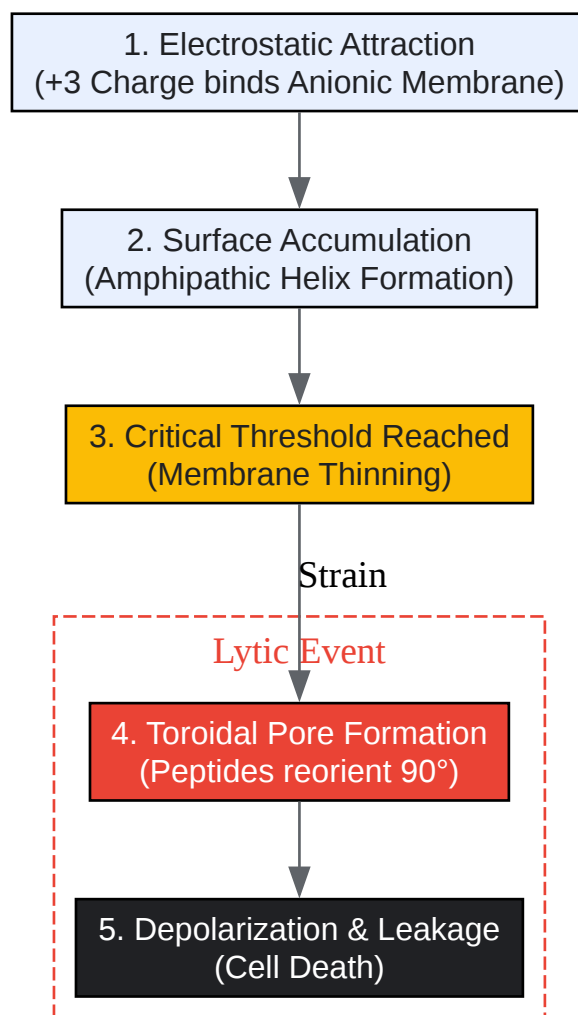 1. Electrostatic Attraction
(+3 Charge binds Anionic Membrane)
2. Surface Accumulation
(Amphipathic Helix Formation)
3. Critical Threshold Reached
(Membrane Thinning)
Strain
Lytic Event
4. Toroidal Pore Formation
(Peptides reorient 90°)
5. Depolarization & Leakage
(Cell Death)